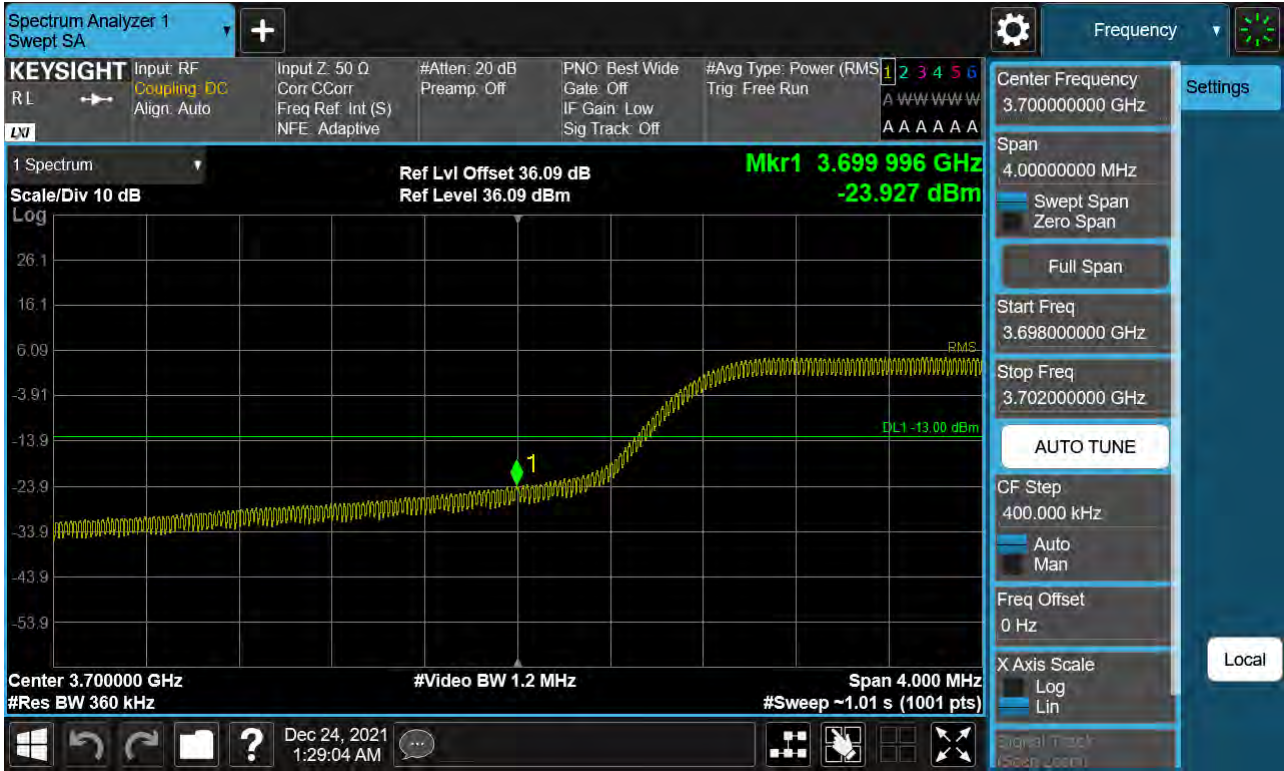 Spectrum Analyzer 1
Swept SA
+
Frequency
KEYSIGHT
RL
LXI
Input: RF
Coupling: DC
Align: Auto
Input Z: 50 Ω
Corr CCorr
Freq Ref: Int (S)
NFE: Adaptive
#Atten: 20 dB
Preamp: Off
PNO: Best Wide
Gate: Off
IF Gain: Low
Sig Track: Off
#Avg Type: Power (RMS
Trig: Free Run
1 2 3 4 5 6
A W W W W W
A A A A A A
1 Spectrum
Scale/Div 10 dB
Log
Ref Lvl Offset 36.09 dB
Ref Level 36.09 dBm
Mkr1 3.699 996 GHz
-23.927 dBm
26.1
16.1
6.09
-3.91
-13.9
-23.9
-33.9
-43.9
-53.9
RMS
DL1 -13.00 dBm
1
Center 3.700000 GHz
#Res BW 360 kHz
#Video BW 1.2 MHz
Span 4.000 MHz
#Sweep ~1.01 s (1001 pts)
Center Frequency
3.700000000 GHz
Settings
Span
4.00000000 MHz
Swept Span
Zero Span
Full Span
Start Freq
3.698000000 GHz
Stop Freq
3.702000000 GHz
AUTO TUNE
CF Step
400.000 kHz
Auto
Man
Freq Offset
0 Hz
X Axis Scale
Log
Lin
Local
Signal Track
(Span Zoom)
?
Dec 24, 2021
1:29:04 AM